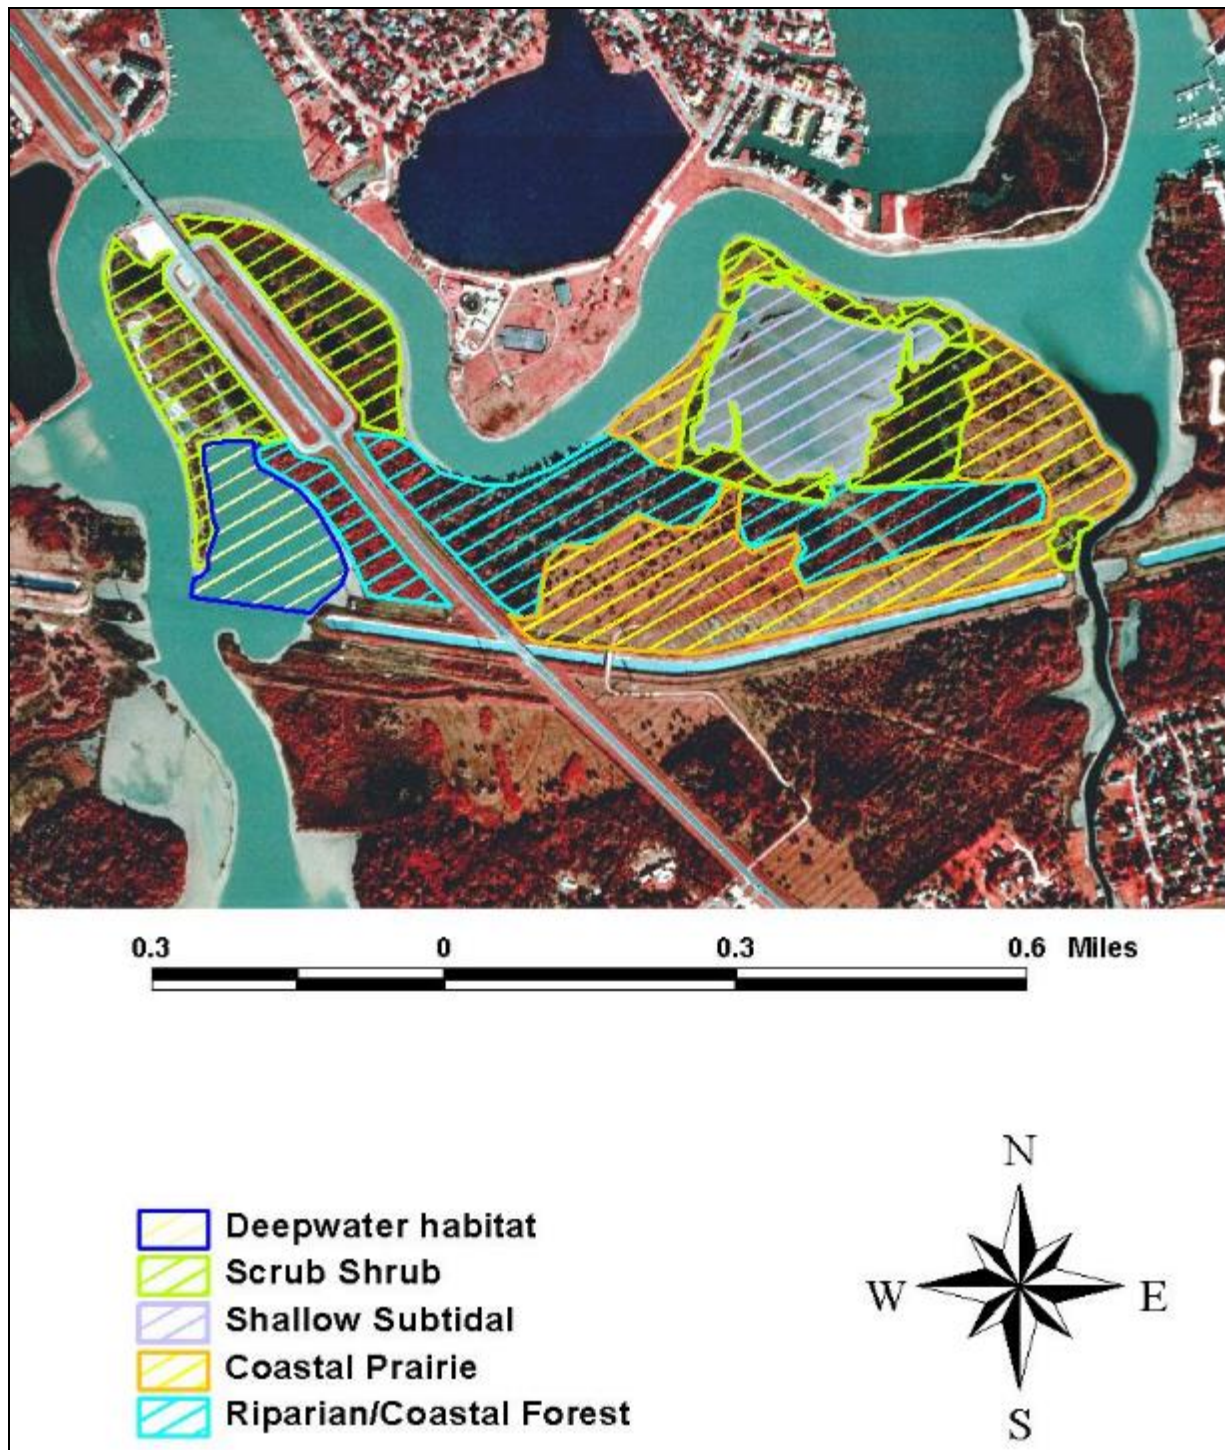 0.3 0 0.3 0.6 Miles
N
W E
S
Deepwater habitat
Scrub Shrub
Shallow Subtidal
Coastal Prairie
Riparian/Coastal Forest